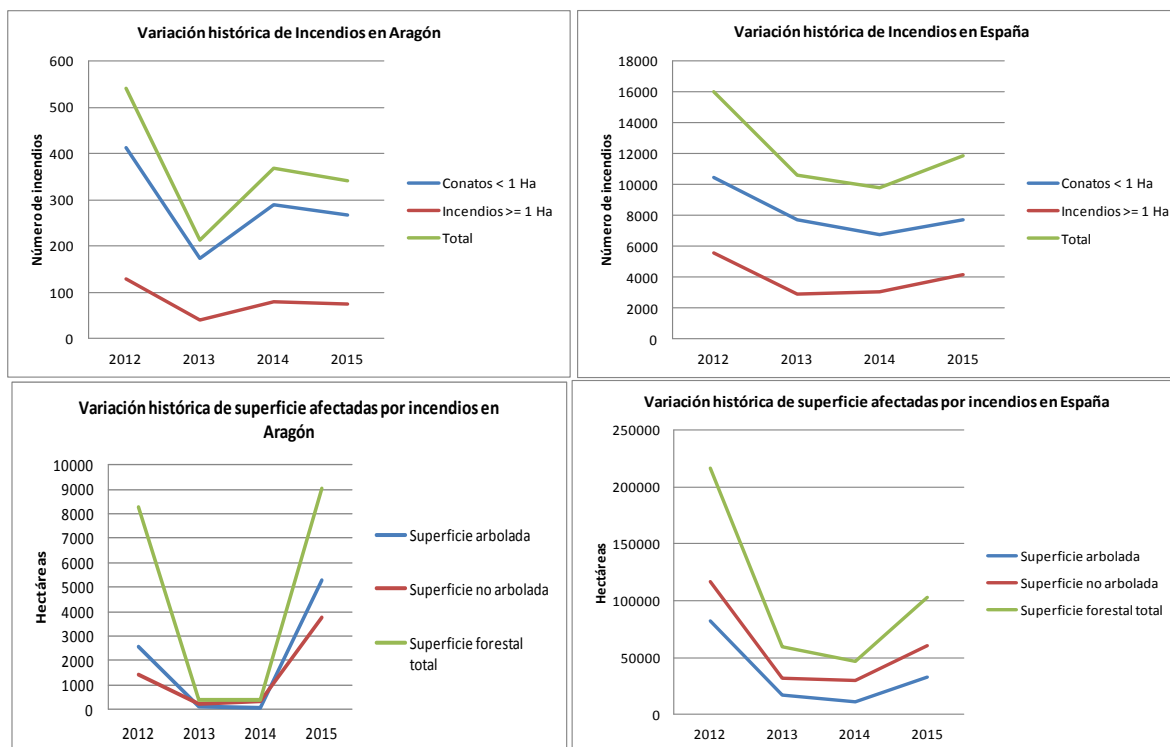 Variación histórica de Incendios en Aragón
600
500
400
300
200
100
0
Número de incendios
2012 2013 2014 2015
Conatos < 1 Ha
Incendios >= 1 Ha
Total
Variación histórica de Incendios en España
18000
16000
14000
12000
10000
8000
6000
4000
2000
0
Número de incendios
2012 2013 2014 2015
Conatos < 1 Ha
Incendios >= 1 Ha
Total
Variación histórica de superficie afectadas por incendios en
Aragón
10000
9000
8000
7000
6000
5000
4000
3000
2000
1000
0
Hectáreas
2012 2013 2014 2015
Superficie arbolada
Superficie no arbolada
Superficie forestal
total
Variación histórica de superficie afectadas por incendios en España
250000
200000
150000
100000
50000
0
Hectáreas
2012 2013 2014 2015
Superficie arbolada
Superficie no arbolada
Superficie forestal total